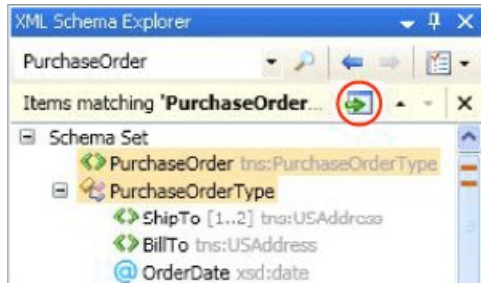 XML Schema Explorer
PurchaseOrder
Items matching 'PurchaseOrder...
Schema Set
PurchaseOrder tns:PurchaseOrderType
PurchaseOrderType
ShipTo [1..2] tns:USAddress
BillTo tns:USAddress
OrderDate xsd:date